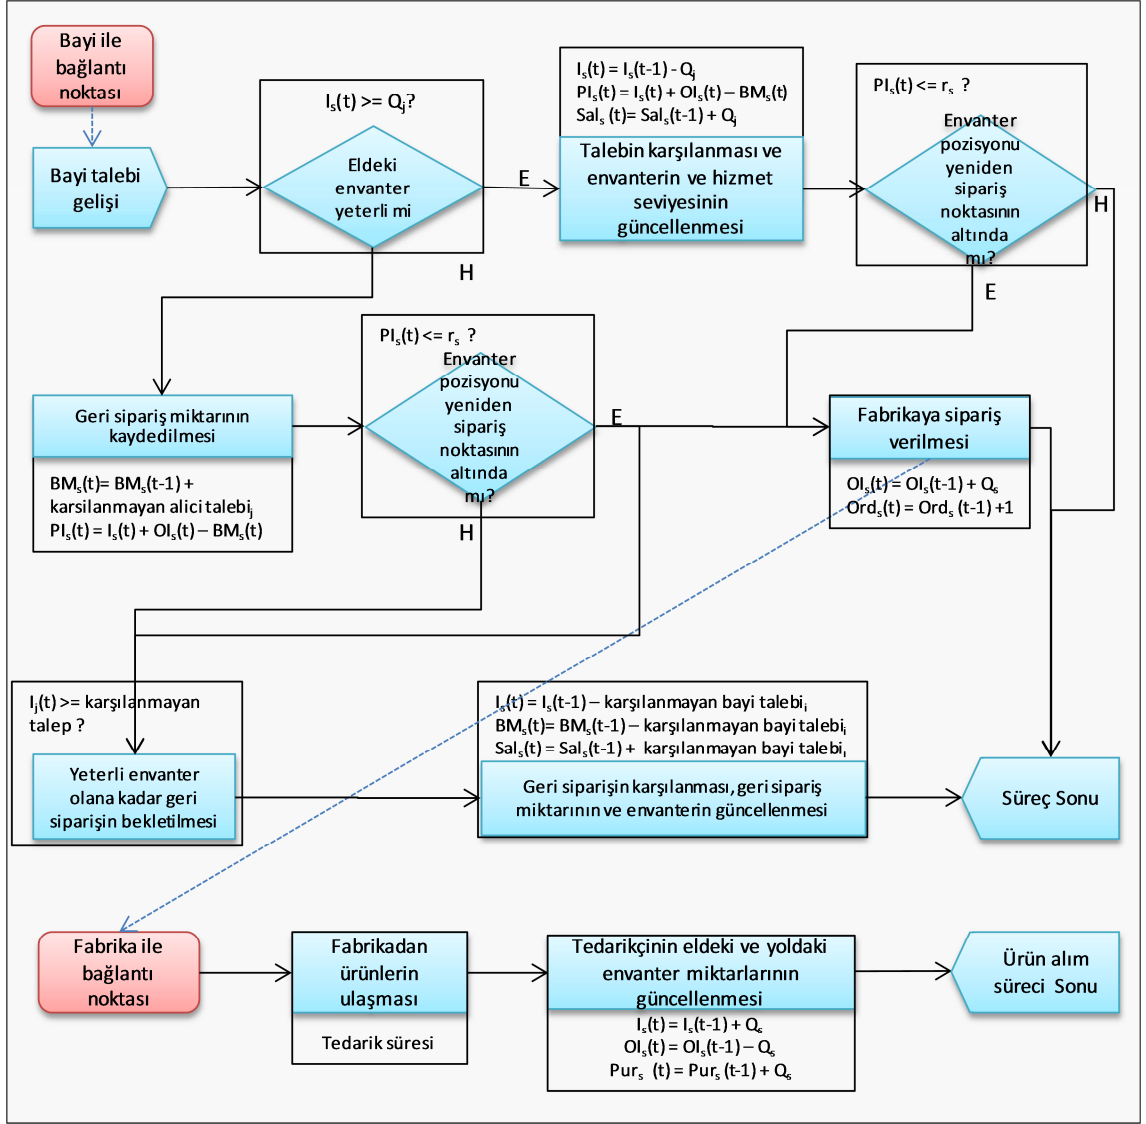 Bayi ile
bağlantı
noktası
Bayi talebi
gelişi
Iₛ(t) >= Qⱼ?
Eldeki
envanter
yeterli mi
E
H
Iₛ(t) = Iₛ(t-1) - Qⱼ
PIₛ(t) = Iₛ(t) + OIₛ(t) – BMₛ(t)
Salₛ (t)= Salₛ(t-1) + Qⱼ
Talebin karşılanması ve
envanterin ve hizmet
seviyesinin
güncellenmesi
PIₛ(t) <= rₛ ?
Envanter
pozisyonu
yeniden
sipariş
noktasının
altında
mı?
H
E
Geri sipariş miktarının
kaydedilmesi
BMₛ(t)= BMₛ(t-1) +
karsilanmayan alici talebiⱼ
PIₛ(t) = Iₛ(t) + OIₛ(t) – BMₛ(t)
PIₛ(t) <= rₛ ?
Envanter
pozisyonu
yeniden
sipariş
noktasının
altında
mı?
E
H
Fabrikaya sipariş
verilmesi
OIₛ(t) = OIₛ(t-1) + Qₛ
Ordₛ(t) = Ordₛ (t-1) +1
Iⱼ(t) >= karşılanmayan
talep ?
Yeterli envanter
olana kadar geri
siparişin bekletilmesi
Iₛ(t) = Iₛ(t-1) – karşılanmayan bayi talebiᵢ
BMₛ(t)= BMₛ(t-1) – karşılanmayan bayi talebiᵢ
Salₛ(t) = Salₛ(t-1) + karşılanmayan bayi talebiᵢ
Geri siparişin karşılanması, geri sipariş
miktarının ve envanterin güncellenmesi
Süreç Sonu
Fabrika ile
bağlantı
noktası
Fabrikadan
ürünlerin
ulaşması
Tedarik süresi
Tedarikçinin eldeki ve yoldaki
envanter miktarlarının
güncellenmesi
Iₛ(t) = Iₛ(t-1) + Qₛ
OIₛ(t) = OIₛ(t-1) – Qₛ
Purₛ (t) = Purₛ (t-1) + Qₛ
Ürün alım
süreci Sonu